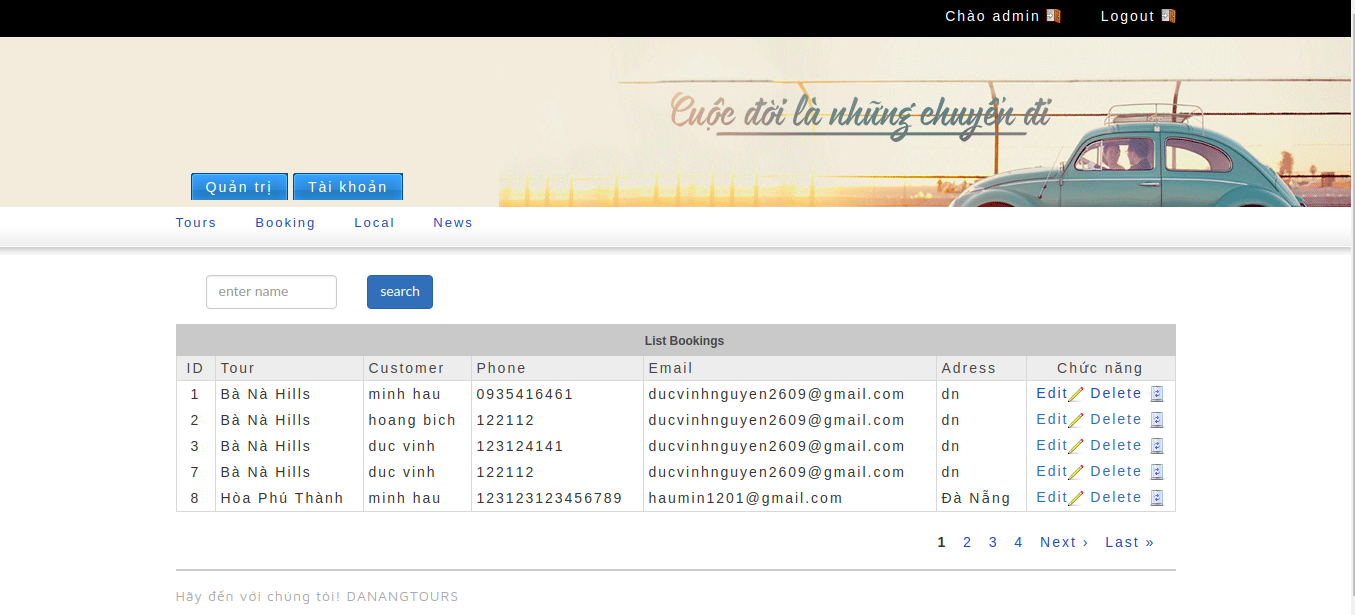 Chào admin Logout
Cuộc đời là những chuyến đi
Quản trị Tài khoản
Tours Booking Local News
enter name search
List Bookings
ID Tour Customer Phone Email Adress Chức năng
1 Bà Nà Hills minh hau 0935416461 ducvinhnguyen2609@gmail.com dn Edit Delete
2 Bà Nà Hills hoang bich 122112 ducvinhnguyen2609@gmail.com dn Edit Delete
3 Bà Nà Hills duc vinh 123124141 ducvinhnguyen2609@gmail.com dn Edit Delete
7 Bà Nà Hills duc vinh 122112 ducvinhnguyen2609@gmail.com dn Edit Delete
8 Hòa Phú Thành minh hau 123123123456789 haumin1201@gmail.com Đà Nẵng Edit Delete
1 2 3 4 Next › Last »
Hãy đến với chúng tôi! DANANGTOURS